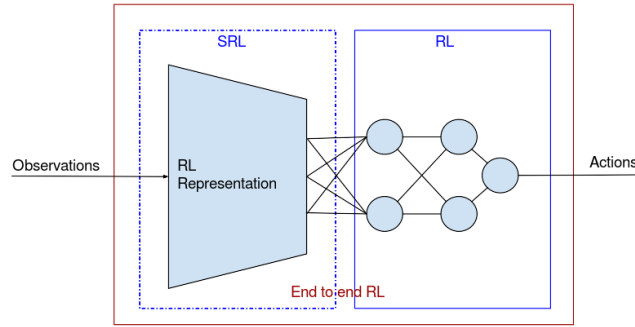 SRL
RL
Observations
RL
Representation
Actions
End to end RL